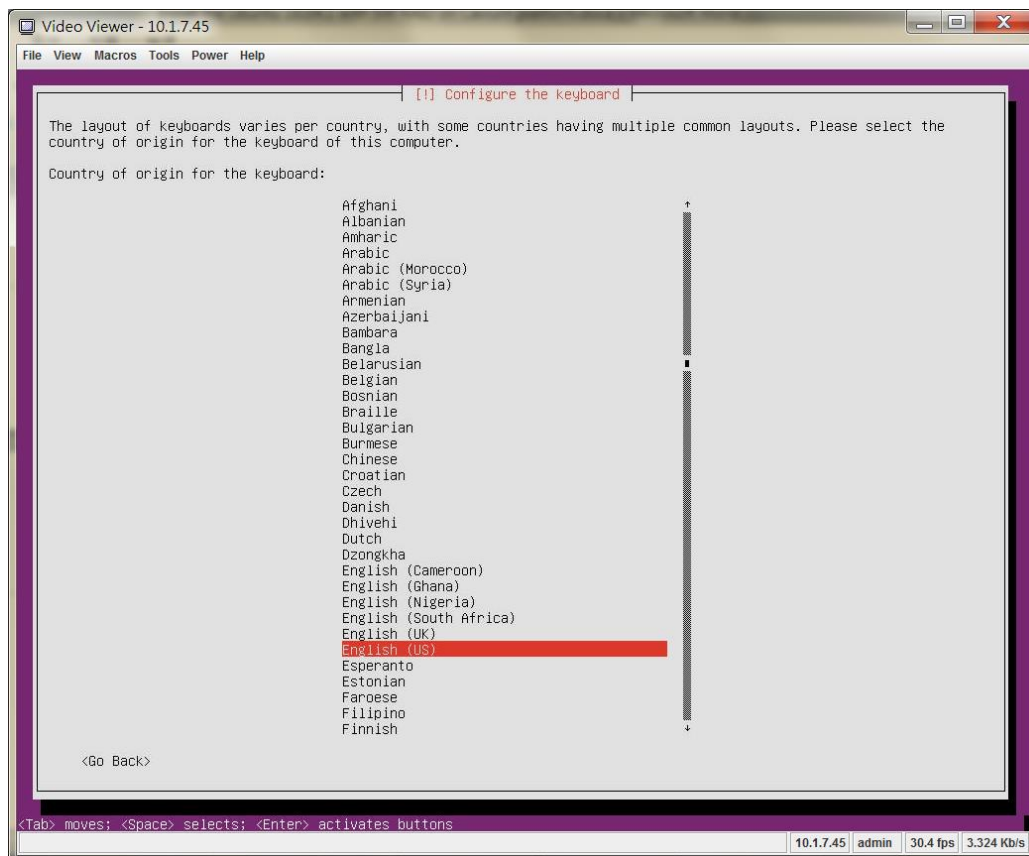 Video Viewer - 10.1.7.45
File View Macros Tools Power Help
[!] Configure the keyboard
The layout of keyboards varies per country, with some countries having multiple common layouts. Please select the
country of origin for the keyboard of this computer.
Country of origin for the keyboard:
Afghani
Albanian
Amharic
Arabic
Arabic (Morocco)
Arabic (Syria)
Armenian
Azerbaijani
Bambara
Bangla
Belarusian
Belgian
Bosnian
Braille
Bulgarian
Burmese
Chinese
Croatian
Czech
Danish
Dhivehi
Dutch
Dzongkha
English (Cameroon)
English (Ghana)
English (Nigeria)
English (South Africa)
English (UK)
English (US)
Esperanto
Estonian
Faroese
Filipino
Finnish
<Go Back>
<Tab> moves; <Space> selects; <Enter> activates buttons
10.1.7.45 admin 30.4 fps 3.324 Kb/s